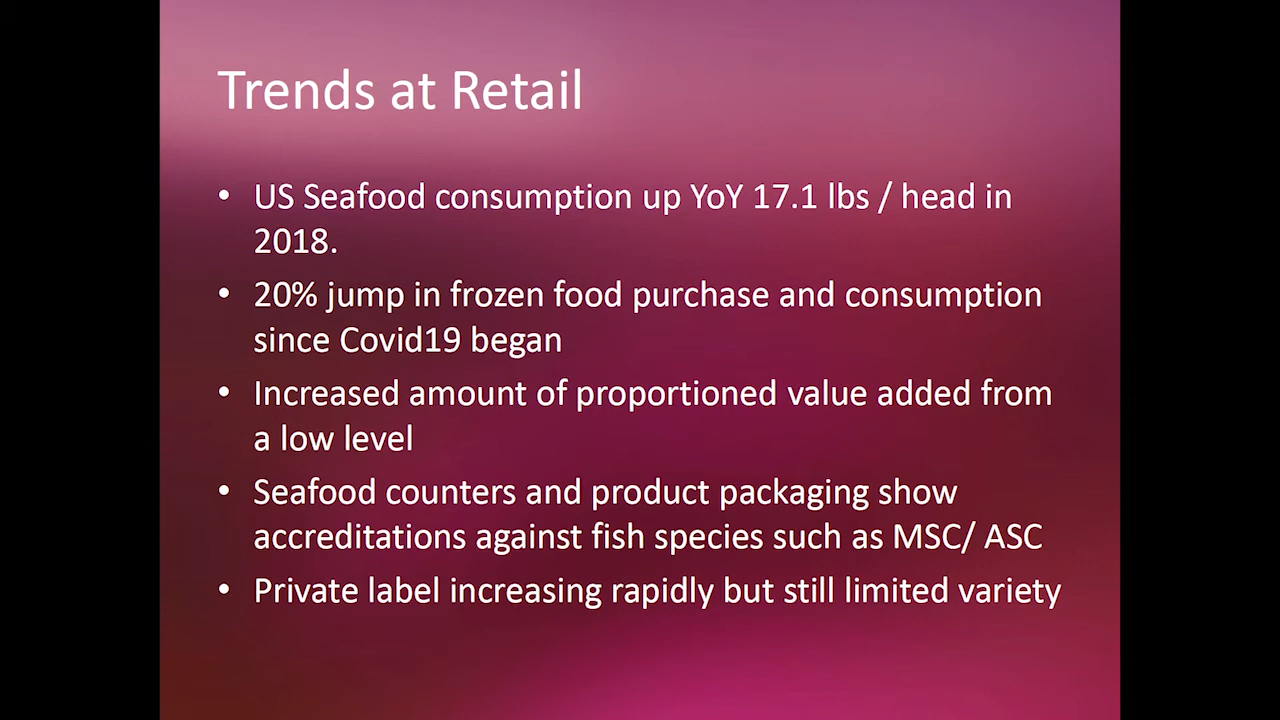 Trends at Retail
• US Seafood consumption up YoY 17.1 lbs / head in
2018.
• 20% jump in frozen food purchase and consumption
since Covid19 began
• Increased amount of proportioned value added from
a low level
• Seafood counters and product packaging show
accreditations against fish species such as MSC/ ASC
• Private label increasing rapidly but still limited variety